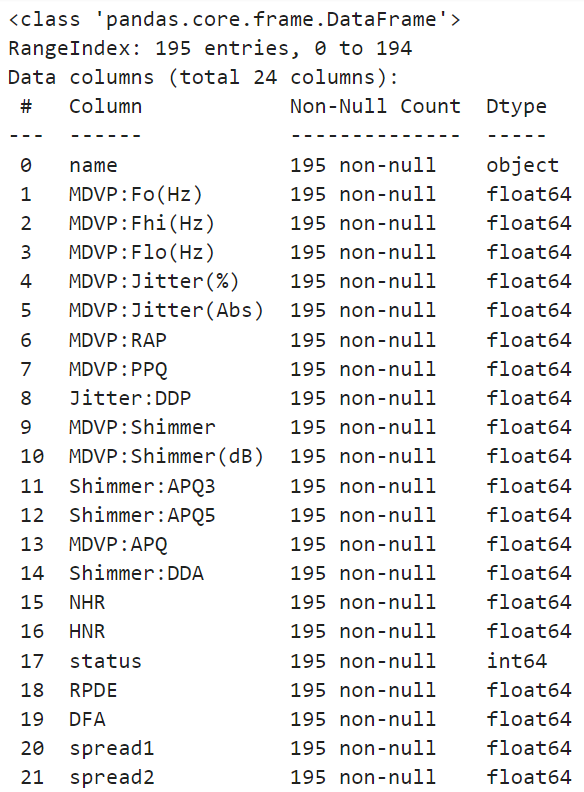 <class 'pandas.core.frame.DataFrame'>
RangeIndex: 195 entries, 0 to 194
Data columns (total 24 columns):
 #   Column            Non-Null Count  Dtype
---  ------            --------------  -----
 0   name              195 non-null    object
 1   MDVP:Fo(Hz)       195 non-null    float64
 2   MDVP:Fhi(Hz)      195 non-null    float64
 3   MDVP:Flo(Hz)      195 non-null    float64
 4   MDVP:Jitter(%)    195 non-null    float64
 5   MDVP:Jitter(Abs)  195 non-null    float64
 6   MDVP:RAP          195 non-null    float64
 7   MDVP:PPQ          195 non-null    float64
 8   Jitter:DDP        195 non-null    float64
 9   MDVP:Shimmer      195 non-null    float64
 10  MDVP:Shimmer(dB)  195 non-null    float64
 11  Shimmer:APQ3      195 non-null    float64
 12  Shimmer:APQ5      195 non-null    float64
 13  MDVP:APQ          195 non-null    float64
 14  Shimmer:DDA       195 non-null    float64
 15  NHR               195 non-null    float64
 16  HNR               195 non-null    float64
 17  status            195 non-null    int64
 18  RPDE              195 non-null    float64
 19  DFA               195 non-null    float64
 20  spread1           195 non-null    float64
 21  spread2           195 non-null    float64